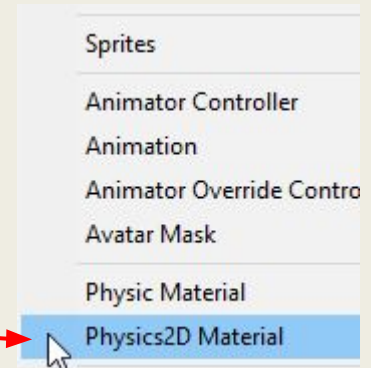 Sprites
Animator Controller
Animation
Animator Override Contro
Avatar Mask
Physic Material
Physics2D Material